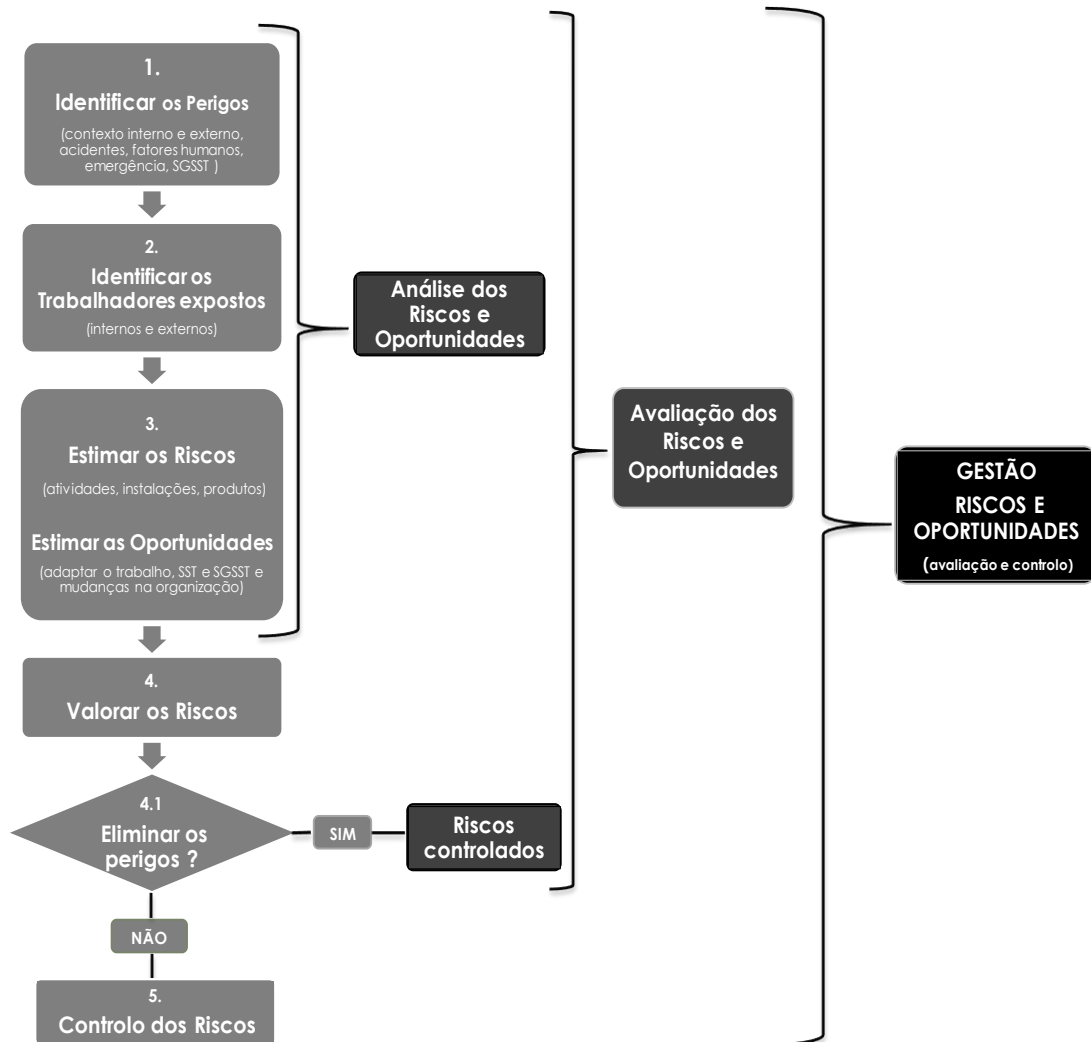 1.
Identificar os Perigos
(contexto interno e externo,
acidentes, fatores humanos,
emergência, SGSST )
2.
Identificar os
Trabalhadores expostos
(internos e externos)
3.
Estimar os Riscos
(atividades, instalações, produtos)
Estimar as Oportunidades
(adaptar o trabalho, SST e SGSST e
mudanças na organização)
4.
Valorar os Riscos
4.1
Eliminar os
perigos ?
SIM
Riscos
controlados
NÃO
5.
Controlo dos Riscos
Análise dos
Riscos e
Oportunidades
Avaliação dos
Riscos e
Oportunidades
GESTÃO
RISCOS E
OPORTUNIDADES
(avaliação e controlo)